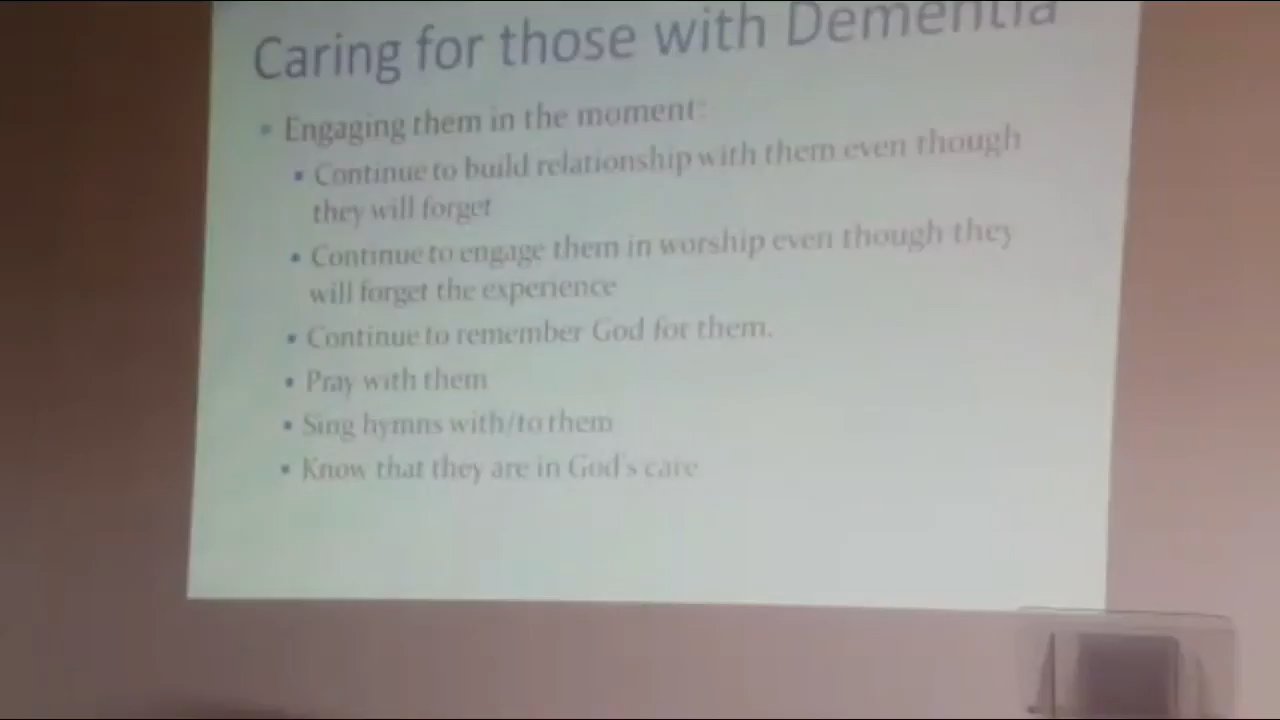 Caring for those with Dementia
• Engaging them in the moment:
▪ Continue to build relationship with them even though
they will forget
▪ Continue to engage them in worship even though they
will forget the experience
▪ Continue to remember God for them.
▪ Pray with them
▪ Sing hymns with/to them
▪ Know that they are in God's care